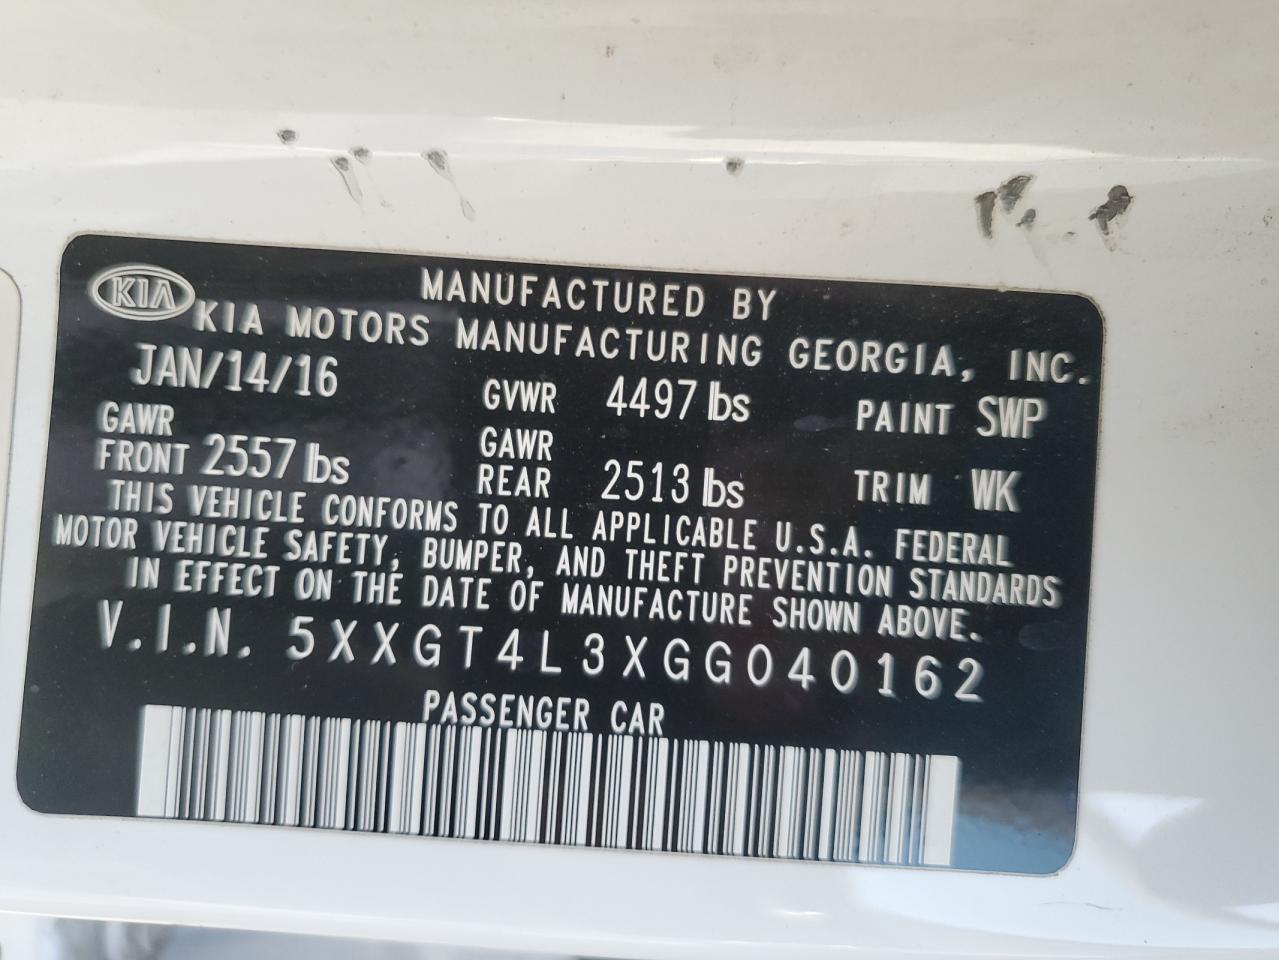 KIA
MANUFACTURED BY
KIA MOTORS MANUFACTURING GEORGIA, INC.
JAN/14/16 GVWR 4497 lbs PAINT SWP
GAWR FRONT 2557 lbs GAWR REAR 2513 lbs TRIM WK
THIS VEHICLE CONFORMS TO ALL APPLICABLE U.S.A. FEDERAL
MOTOR VEHICLE SAFETY, BUMPER, AND THEFT PREVENTION STANDARDS
IN EFFECT ON THE DATE OF MANUFACTURE SHOWN ABOVE.
V.I.N. 5XXGT4L3XGG040162
PASSENGER CAR